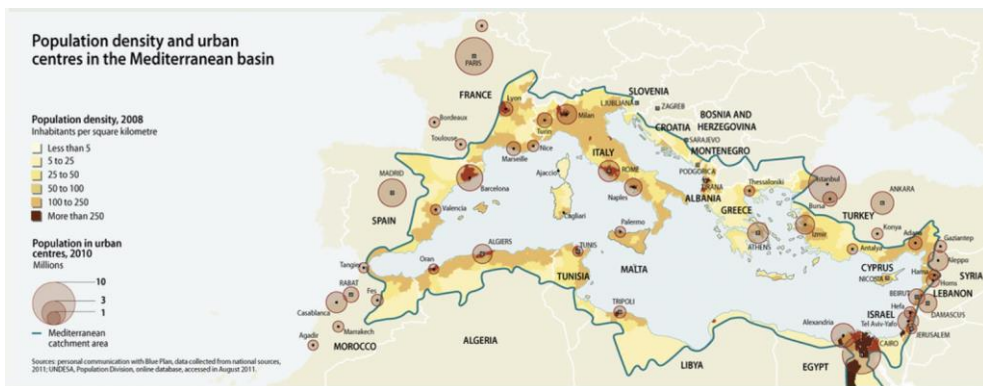 Population density and urban
centres in the Mediterranean basin
Population density, 2008
Inhabitants per square kilometre
Less than 5
5 to 25
25 to 50
50 to 100
100 to 250
More than 250
Population in urban
centres, 2010
Millions
10
3
1
Mediterranean
catchment area
Sources: personal communication with Blue Plan, data collected from national sources,
2011; UNDESA, Population Division, online database, accessed in August 2011.
PARIS
FRANCE
Lyon
Bordeaux
Toulouse
Marseille
Nice
Turin
Milan
SLOVENIA
LJUBLJANA
ZAGREB
CROATIA
BOSNIA AND
HERZEGOVINA
SARAJEVO
MONTENEGRO
PODGORICA
TIRANA
ALBANIA
ITALY
ROME
Naples
Ajaccio
Cagliari
Palermo
MADRID
SPAIN
Barcelona
Valencia
Thessaloniki
GREECE
ATHENS
Istanbul
Bursa
ANKARA
TURKEY
Konya
Izmir
Antalya
Adana
Gaziantep
Aleppo
Hama
Homs
SYRIA
CYPRUS
NICOSIE
BEIRUT
LEBANON
DAMASCUS
Hefa
ISRAEL
Tel Aviv-Yafo
JERUSALEM
Tangier
RABAT
Casablanca
Fes
Marrakech
Agadir
MOROCCO
Oran
ALGIERS
ALGERIA
TUNIS
TUNISIA
MALTA
TRIPOLI
LIBYA
Alexandria
CAIRO
EGYPT